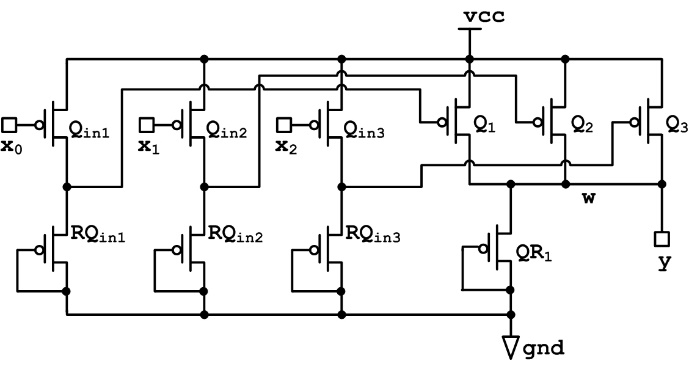 vcc
x0
Qin1
x1
Qin2
x2
Qin3
Q1
Q2
Q3
w
RQin1
RQin2
RQin3
QR1
y
gnd